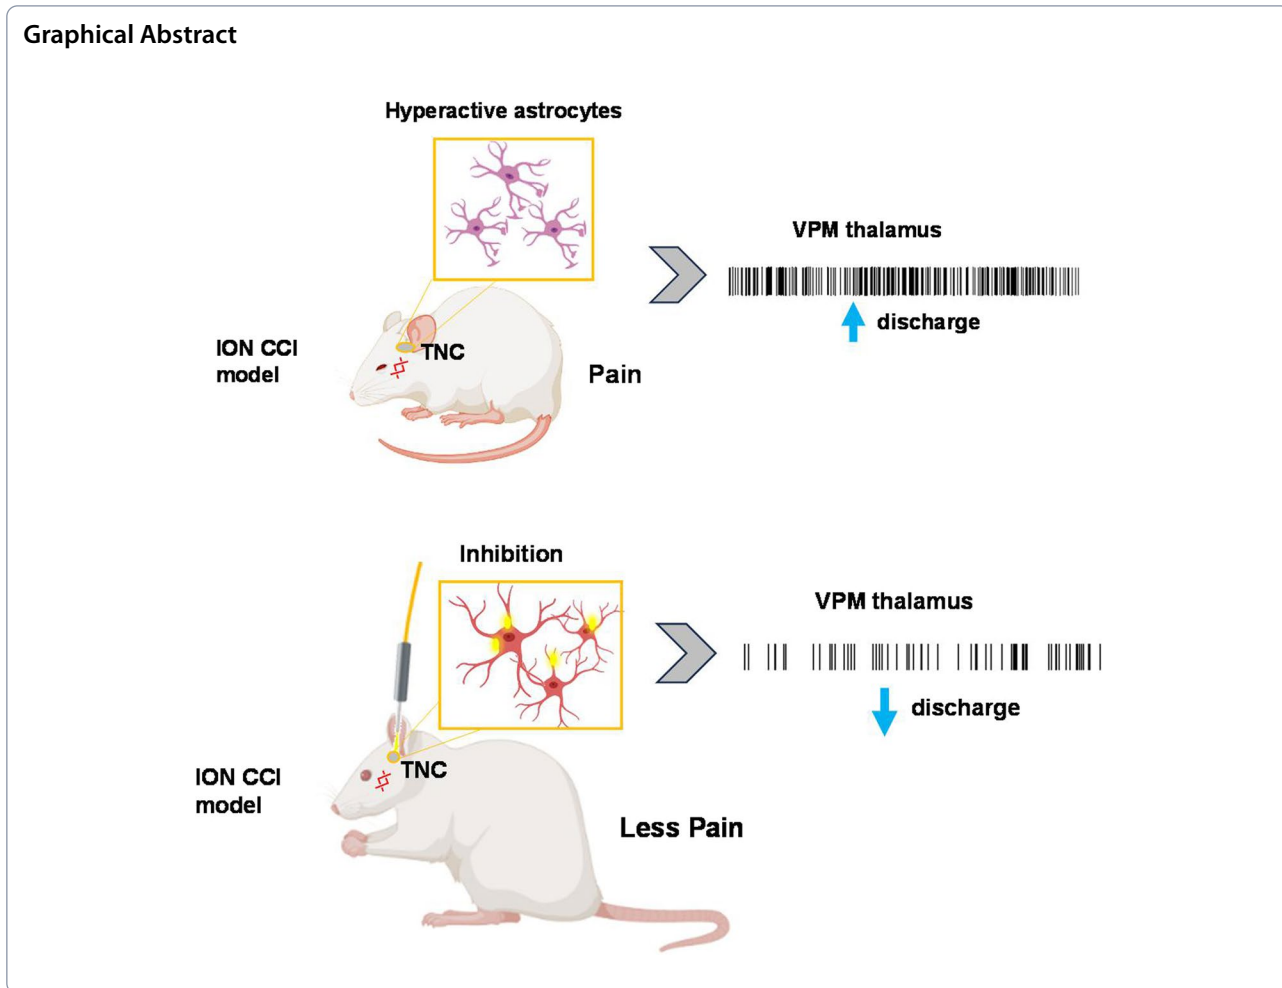 Graphical Abstract
Hyperactive astrocytes
VPM thalamus
discharge
ION CCI
model
TNC
Pain
Inhibition
VPM thalamus
discharge
ION CCI
model
TNC
Less Pain